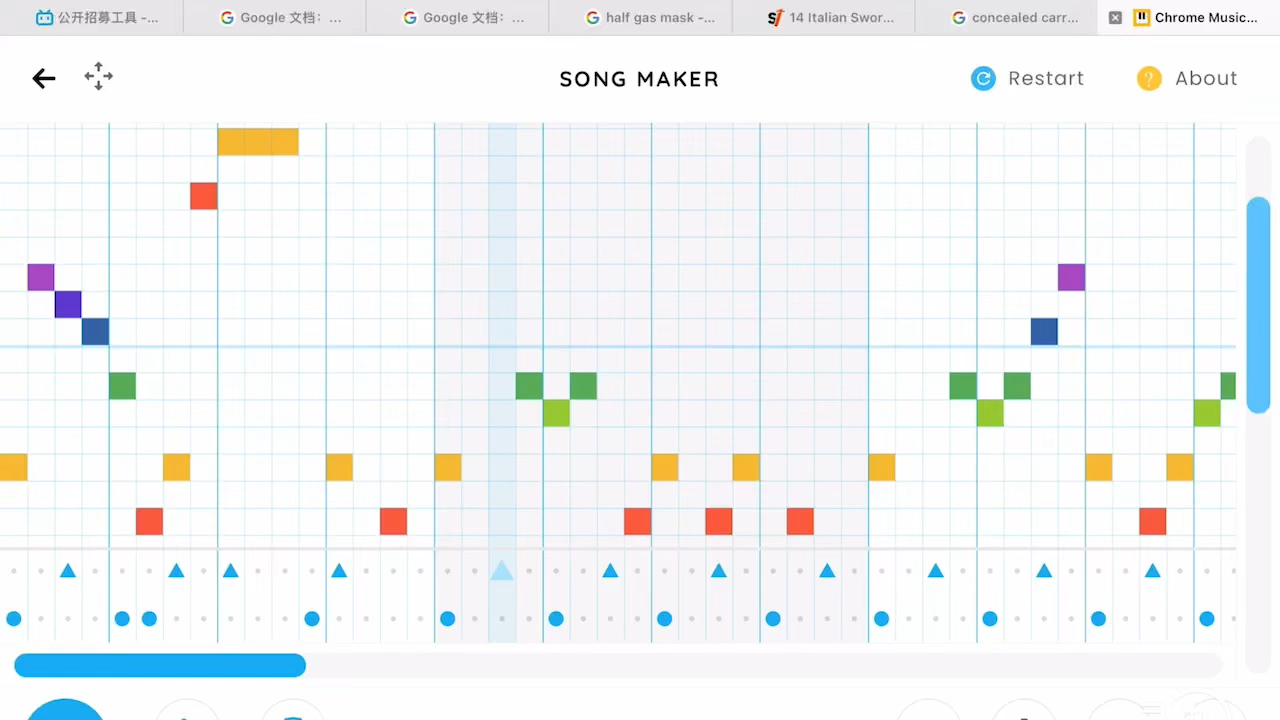 公开招募工具 -...
Google 文档：...
Google 文档：...
half gas mask -...
14 Italian Swor...
concealed carr...
Chrome Music...
SONG MAKER
Restart
? About